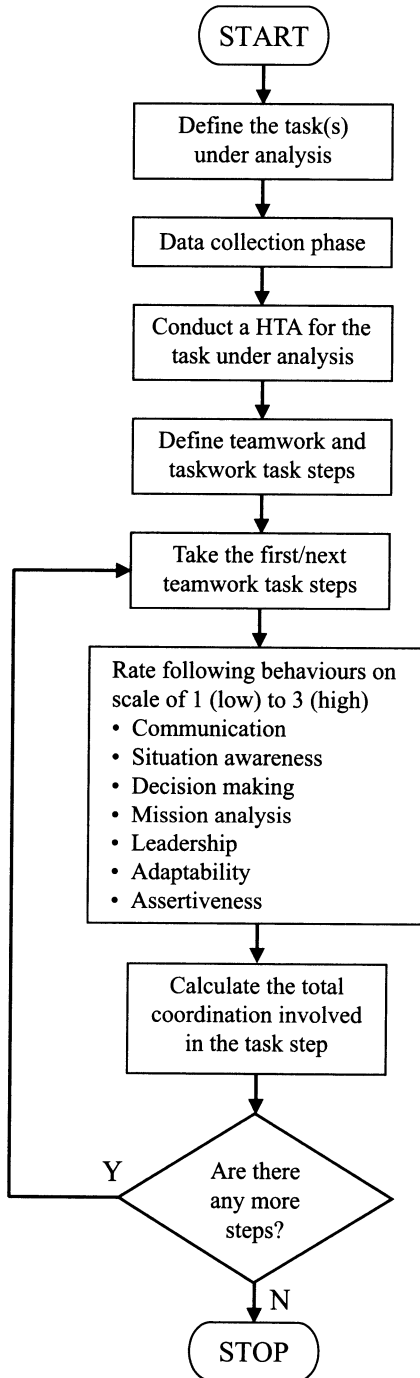 START
Define the task(s)
under analysis
Data collection phase
Conduct a HTA for the
task under analysis
Define teamwork and
taskwork task steps
Take the first/next
teamwork task steps
Rate following behaviours on
scale of 1 (low) to 3 (high)
• Communication
• Situation awareness
• Decision making
• Mission analysis
• Leadership
• Adaptability
• Assertiveness
Calculate the total
coordination involved
in the task step
Y
Are there
any more
steps?
N
STOP